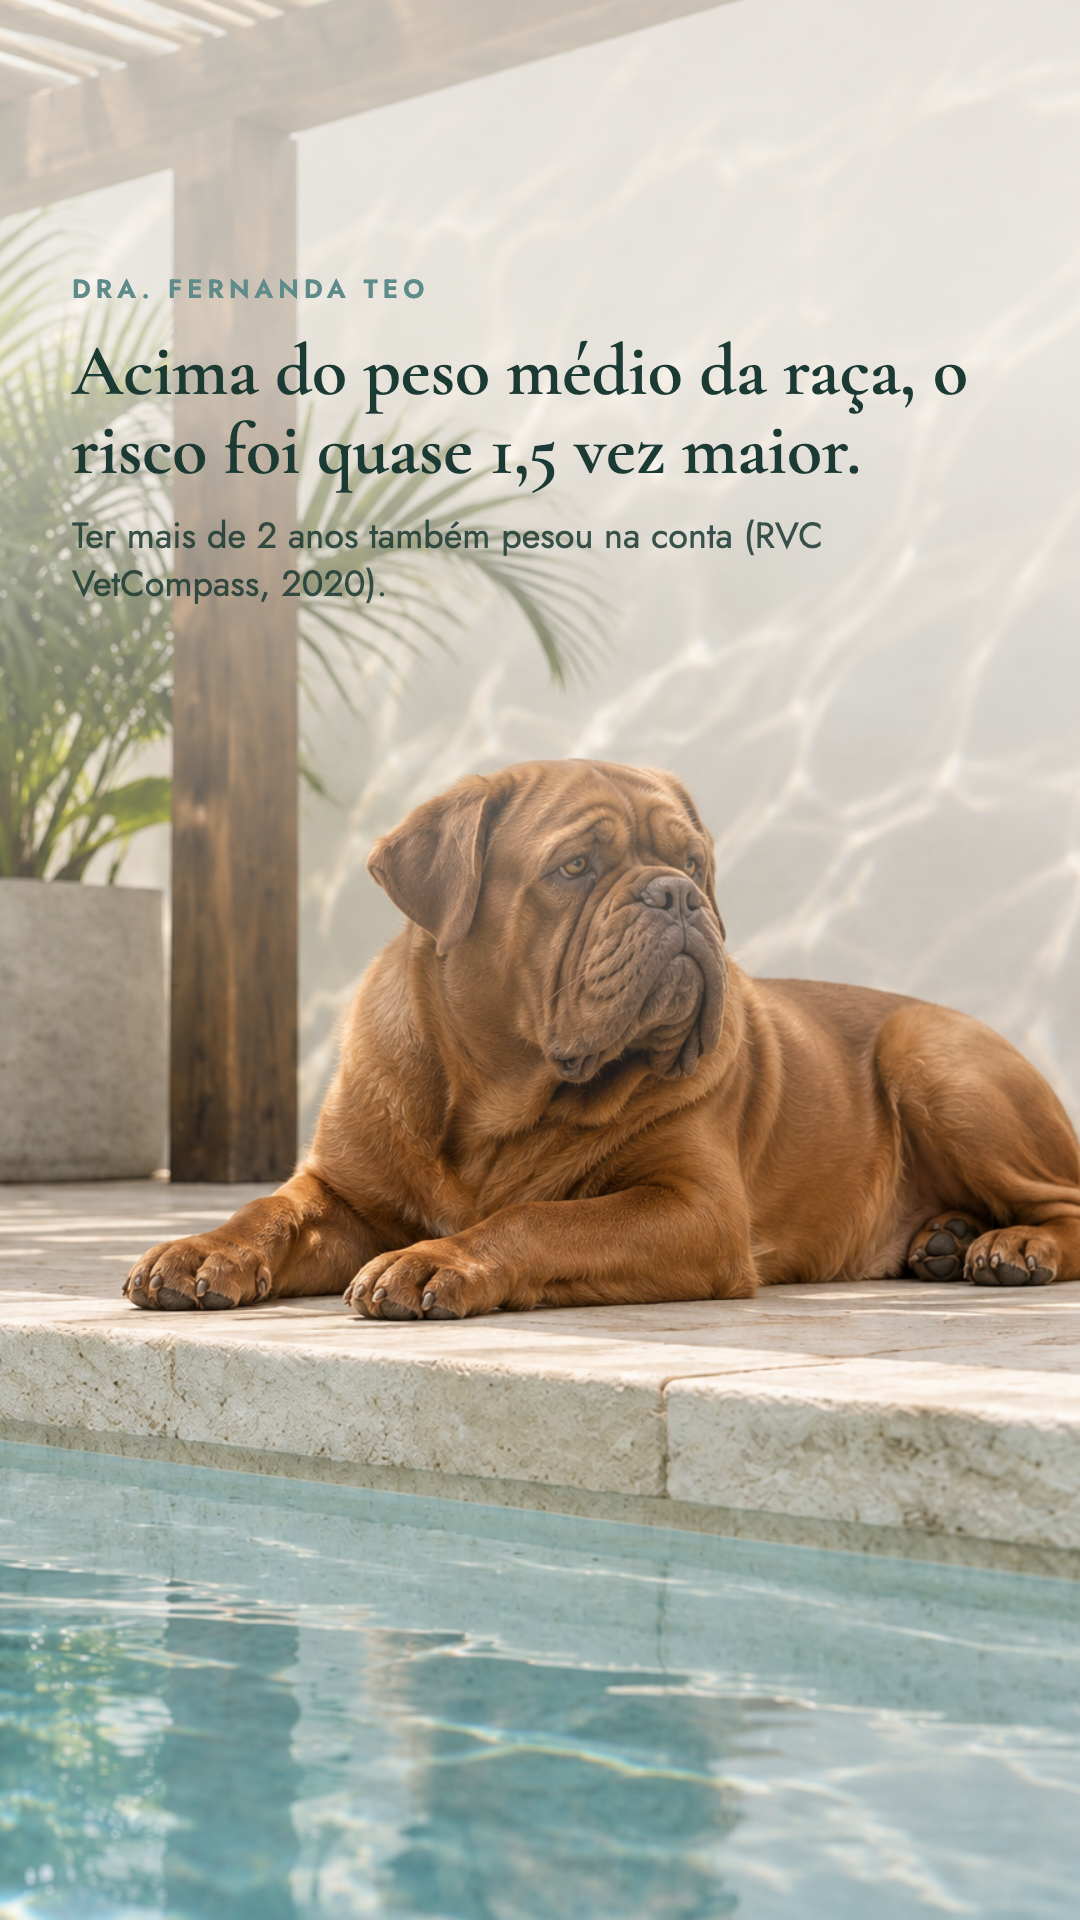 DRA. FERNANDA TEO
Acima do peso médio da raça, o
risco foi quase 1,5 vez maior.
Ter mais de 2 anos também pesou na conta (RVC
VetCompass, 2020).